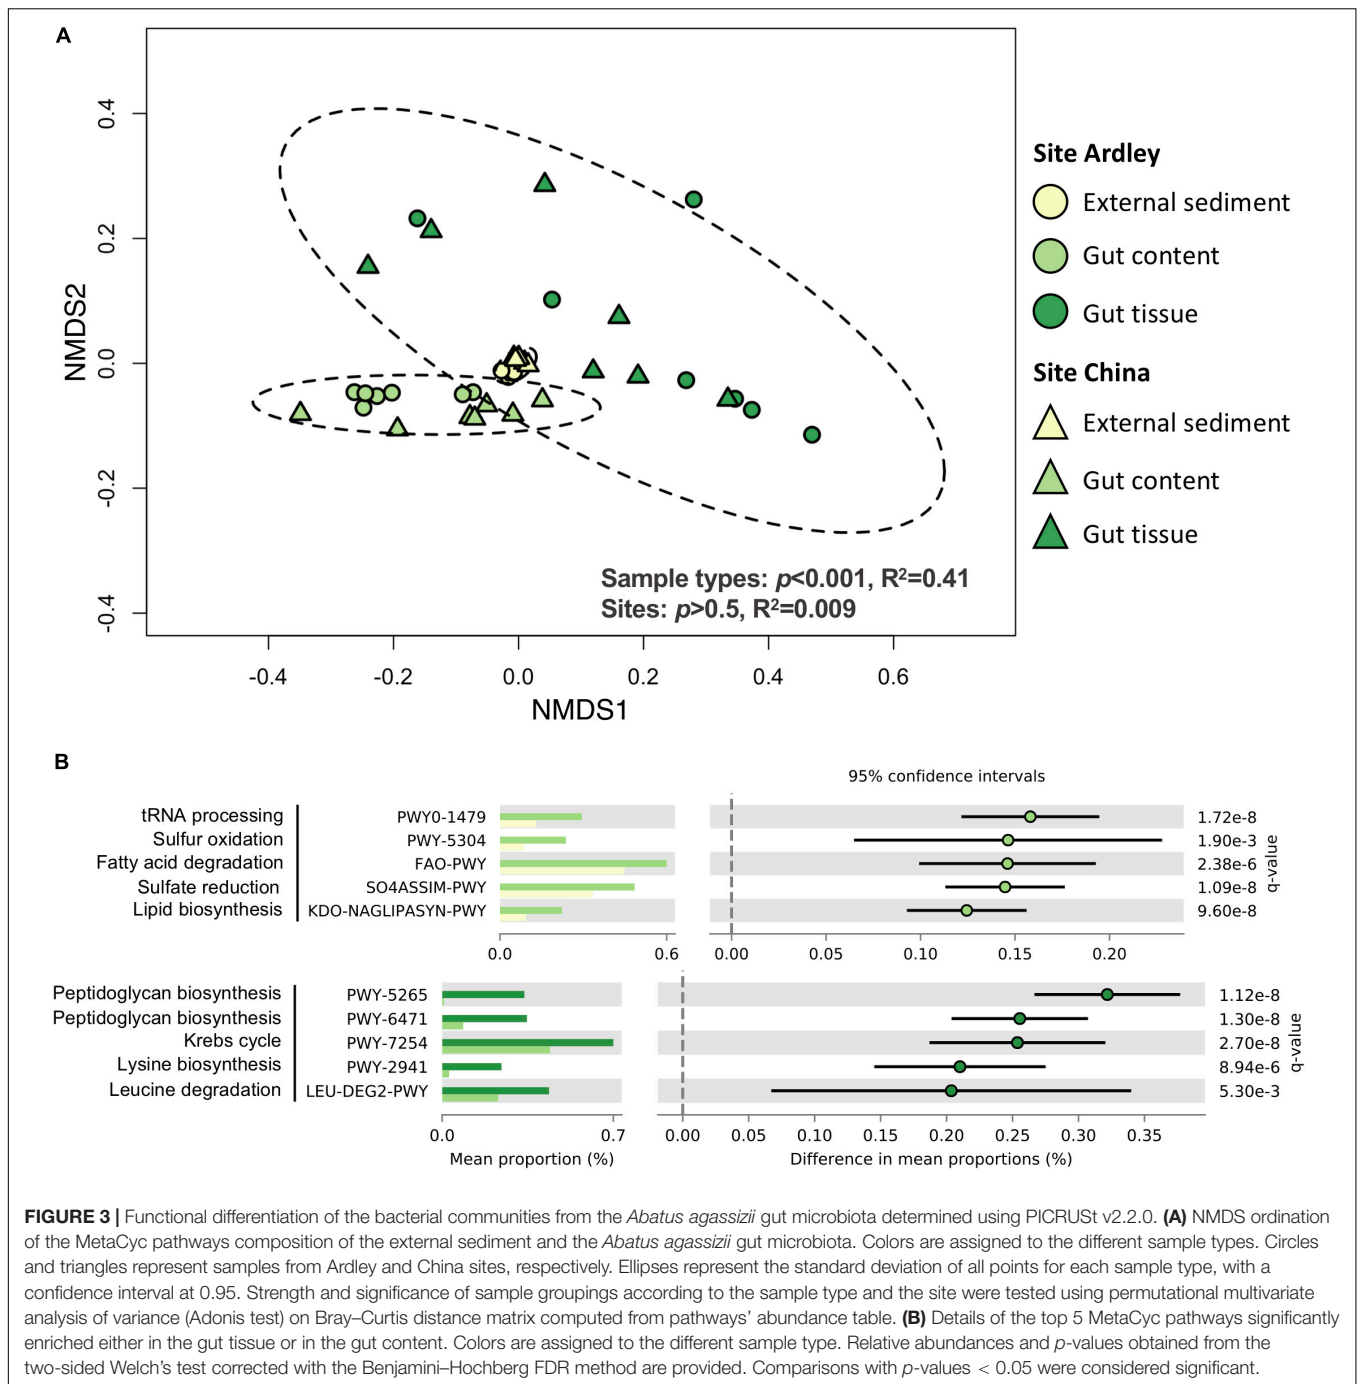 A
0.4
0.2
0.0
-0.2
-0.4
NMDS2
-0.4 -0.2 0.0 0.2 0.4 0.6
NMDS1
Sample types: p<0.001, R²=0.41
Sites: p>0.5, R²=0.009
Site Ardley
External sediment
Gut content
Gut tissue
Site China
External sediment
Gut content
Gut tissue
B
95% confidence intervals
tRNA processing PWY0-1479 1.72e-8
Sulfur oxidation PWY-5304 1.90e-3
Fatty acid degradation FAO-PWY 2.38e-6
Sulfate reduction SO4ASSIM-PWY 1.09e-8
Lipid biosynthesis KDO-NAGLIPASYN-PWY 9.60e-8
q-value
0.0 0.6 0.00 0.05 0.10 0.15 0.20
Peptidoglycan biosynthesis PWY-5265 1.12e-8
Peptidoglycan biosynthesis PWY-6471 1.30e-8
Krebs cycle PWY-7254 2.70e-8
Lysine biosynthesis PWY-2941 8.94e-6
Leucine degradation LEU-DEG2-PWY 5.30e-3
q-value
0.0 0.7 0.00 0.05 0.10 0.15 0.20 0.25 0.30 0.35
Mean proportion (%) Difference in mean proportions (%)
FIGURE 3 | Functional differentiation of the bacterial communities from the Abatus agassizii gut microbiota determined using PICRUSt v2.2.0. (A) NMDS ordination
of the MetaCyc pathways composition of the external sediment and the Abatus agassizii gut microbiota. Colors are assigned to the different sample types. Circles
and triangles represent samples from Ardley and China sites, respectively. Ellipses represent the standard deviation of all points for each sample type, with a
confidence interval at 0.95. Strength and significance of sample groupings according to the sample type and the site were tested using permutational multivariate
analysis of variance (Adonis test) on Bray–Curtis distance matrix computed from pathways' abundance table. (B) Details of the top 5 MetaCyc pathways significantly
enriched either in the gut tissue or in the gut content. Colors are assigned to the different sample type. Relative abundances and p-values obtained from the
two-sided Welch's test corrected with the Benjamini–Hochberg FDR method are provided. Comparisons with p-values < 0.05 were considered significant.